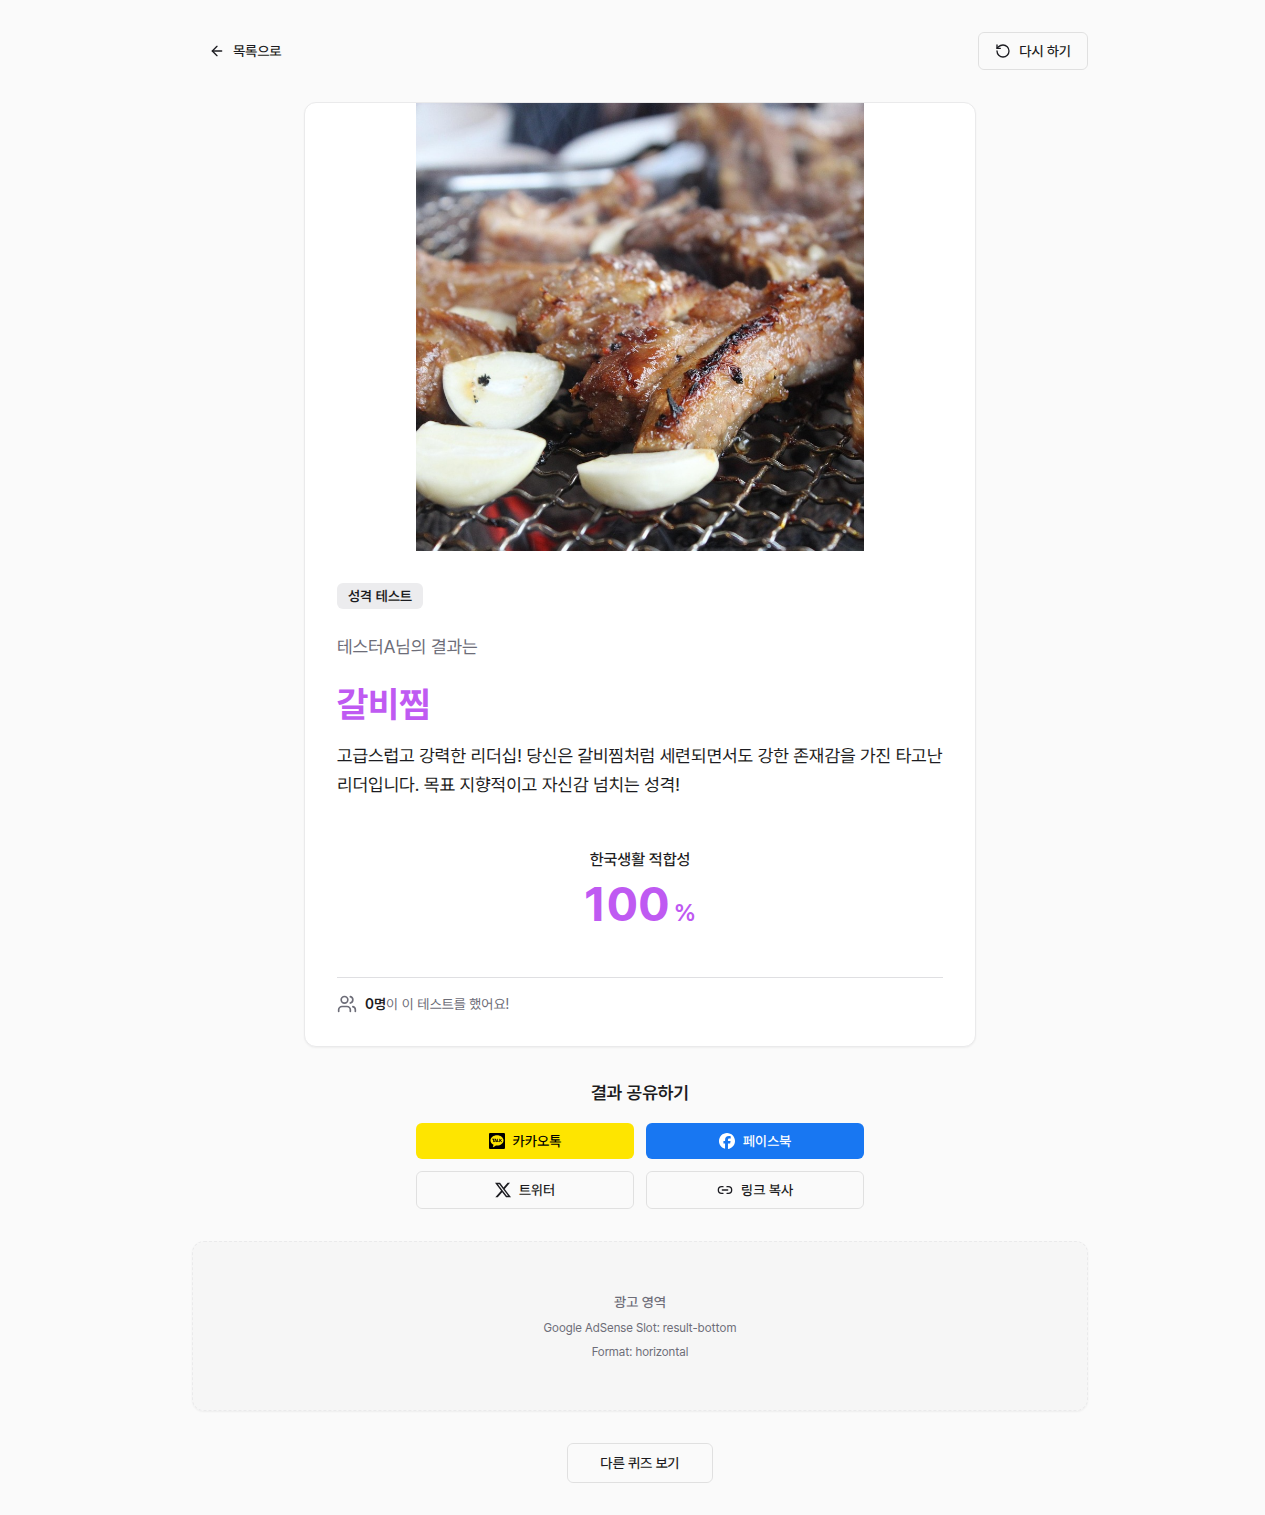 목록으로
다시 하기
성격 테스트
테스터A님의 결과는
갈비찜
고급스럽고 강력한 리더십! 당신은 갈비찜처럼 세련되면서도 강한 존재감을 가진 타고난
리더입니다. 목표 지향적이고 자신감 넘치는 성격!
한국생활 적합성
100 %
0명이 이 테스트를 했어요!
결과 공유하기
TALK 카카오톡
페이스북
트위터
링크 복사
광고 영역
Google AdSense Slot: result-bottom
Format: horizontal
다른 퀴즈 보기